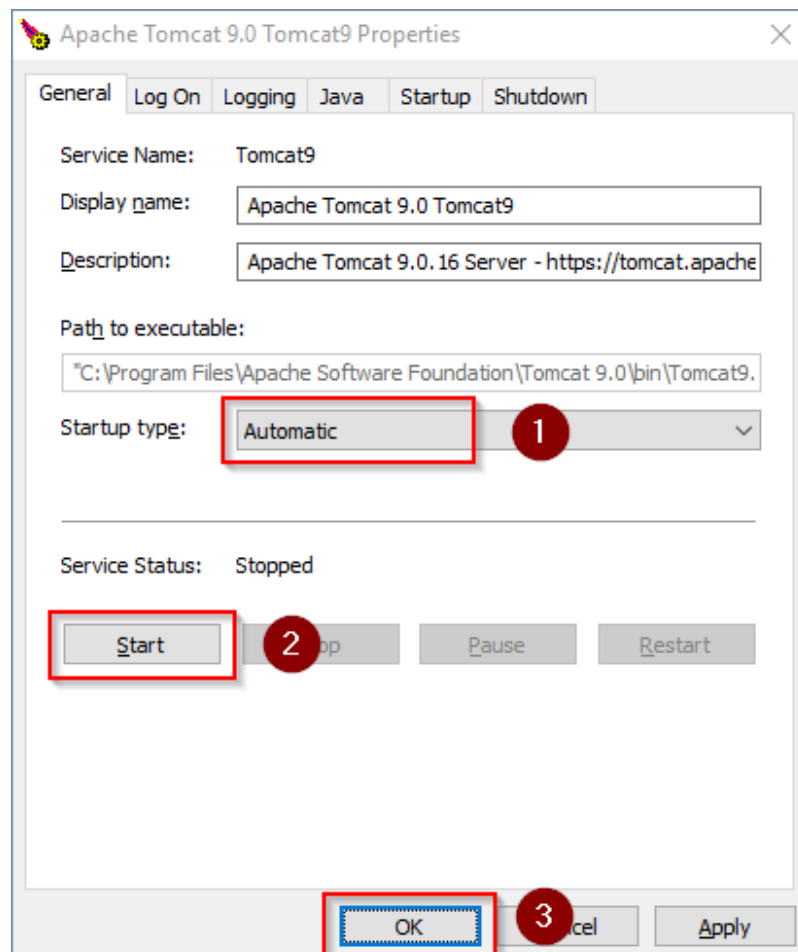 Apache Tomcat 9.0 Tomcat9 Properties
General Log On Logging Java Startup Shutdown
Service Name: Tomcat9
Display name: Apache Tomcat 9.0 Tomcat9
Description: Apache Tomcat 9.0.16 Server - https://tomcat.apache
Path to executable:
"C:\Program Files\Apache Software Foundation\Tomcat 9.0\bin\Tomcat9.
Startup type: Automatic 1
Service Status: Stopped
Start 2 op Pause Restart
OK 3 cel Apply